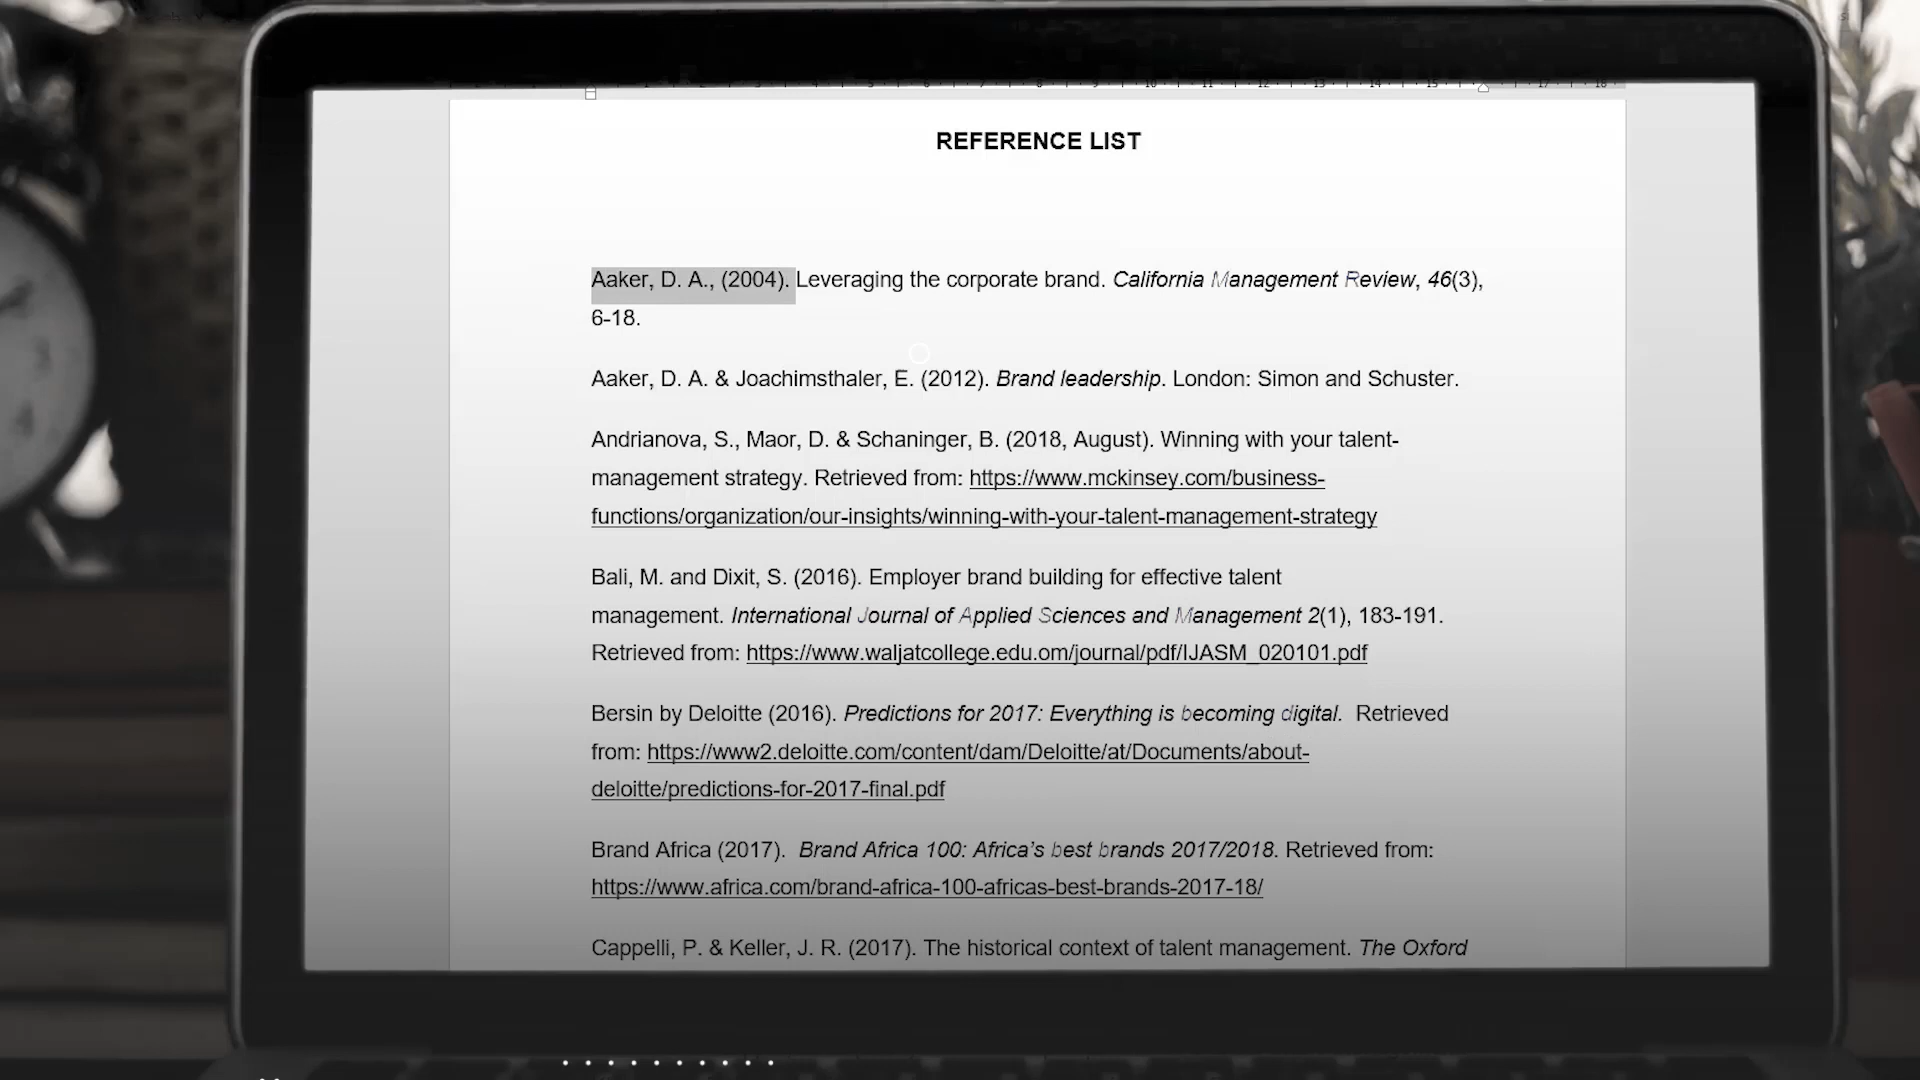 REFERENCE LIST
Aaker, D. A., (2004). Leveraging the corporate brand. California Management Review, 46(3),
6-18.
Aaker, D. A. & Joachimsthaler, E. (2012). Brand leadership. London: Simon and Schuster.
Andrianova, S., Maor, D. & Schaninger, B. (2018, August). Winning with your talent-
management strategy. Retrieved from: https://www.mckinsey.com/business-
functions/organization/our-insights/winning-with-your-talent-management-strategy
Bali, M. and Dixit, S. (2016). Employer brand building for effective talent
management. International Journal of Applied Sciences and Management 2(1), 183-191.
Retrieved from: https://www.waljatcollege.edu.om/journal/pdf/IJASM_020101.pdf
Bersin by Deloitte (2016). Predictions for 2017: Everything is becoming digital.  Retrieved
from: https://www2.deloitte.com/content/dam/Deloitte/at/Documents/about-
deloitte/predictions-for-2017-final.pdf
Brand Africa (2017).  Brand Africa 100: Africa’s best brands 2017/2018. Retrieved from:
https://www.africa.com/brand-africa-100-africas-best-brands-2017-18/
Cappelli, P. & Keller, J. R. (2017). The historical context of talent management. The Oxford